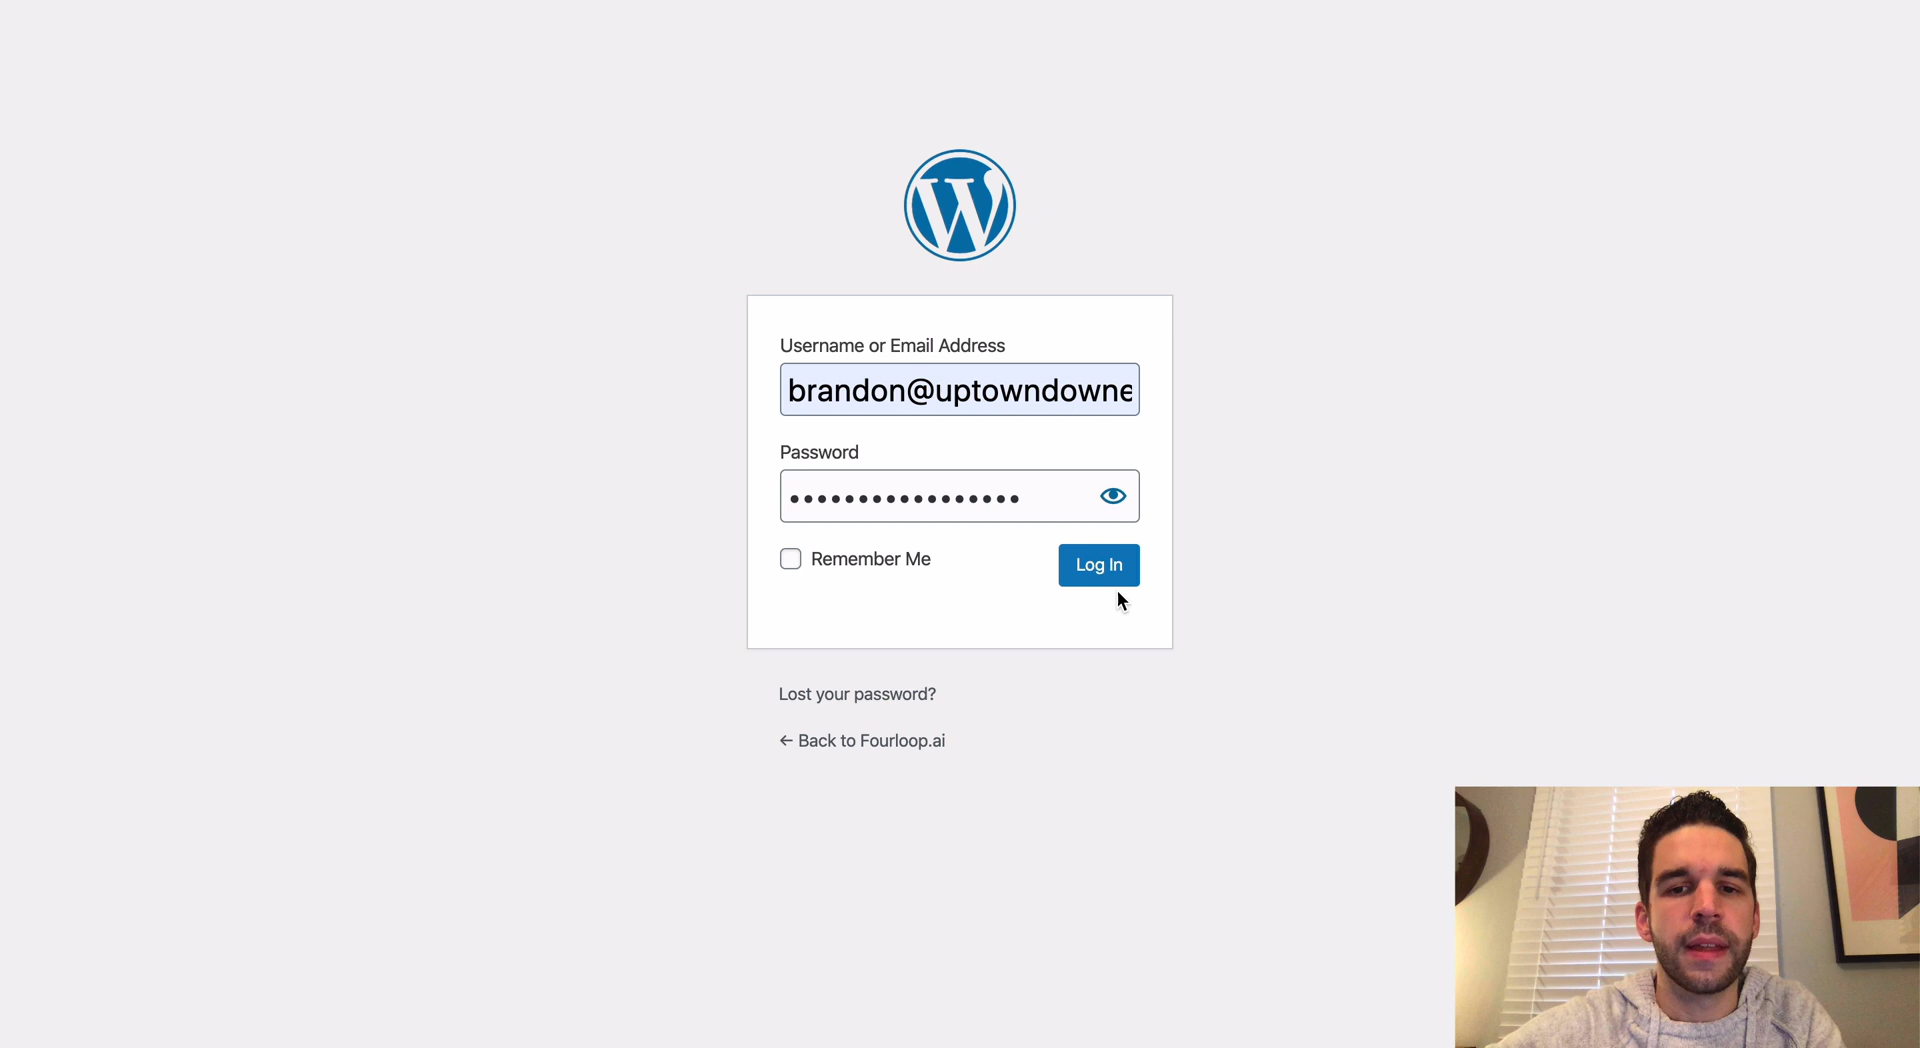 Username or Email Address
brandon@uptowndowne
Password
Remember Me
Log In
Lost your password?
← Back to Fourloop.ai